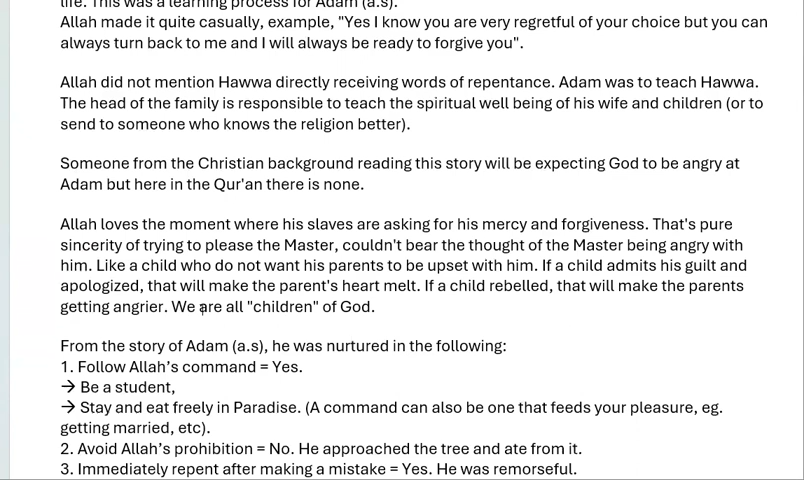 life. This was a learning process for Adam (a.s).
Allah made it quite casually, example, "Yes I know you are very regretful of your choice but you can
always turn back to me and I will always be ready to forgive you".
Allah did not mention Hawwa directly receiving words of repentance. Adam was to teach Hawwa.
The head of the family is responsible to teach the spiritual well being of his wife and children (or to
send to someone who knows the religion better).
Someone from the Christian background reading this story will be expecting God to be angry at
Adam but here in the Qur'an there is none.
Allah loves the moment where his slaves are asking for his mercy and forgiveness. That's pure
sincerity of trying to please the Master, couldn't bear the thought of the Master being angry with
him. Like a child who do not want his parents to be upset with him. If a child admits his guilt and
apologized, that will make the parent's heart melt. If a child rebelled, that will make the parents
getting angrier. We are all "children" of God.
From the story of Adam (a.s), he was nurtured in the following:
1. Follow Allah’s command = Yes.
→ Be a student,
→ Stay and eat freely in Paradise. (A command can also be one that feeds your pleasure, eg.
getting married, etc).
2. Avoid Allah’s prohibition = No. He approached the tree and ate from it.
3. Immediately repent after making a mistake = Yes. He was remorseful.